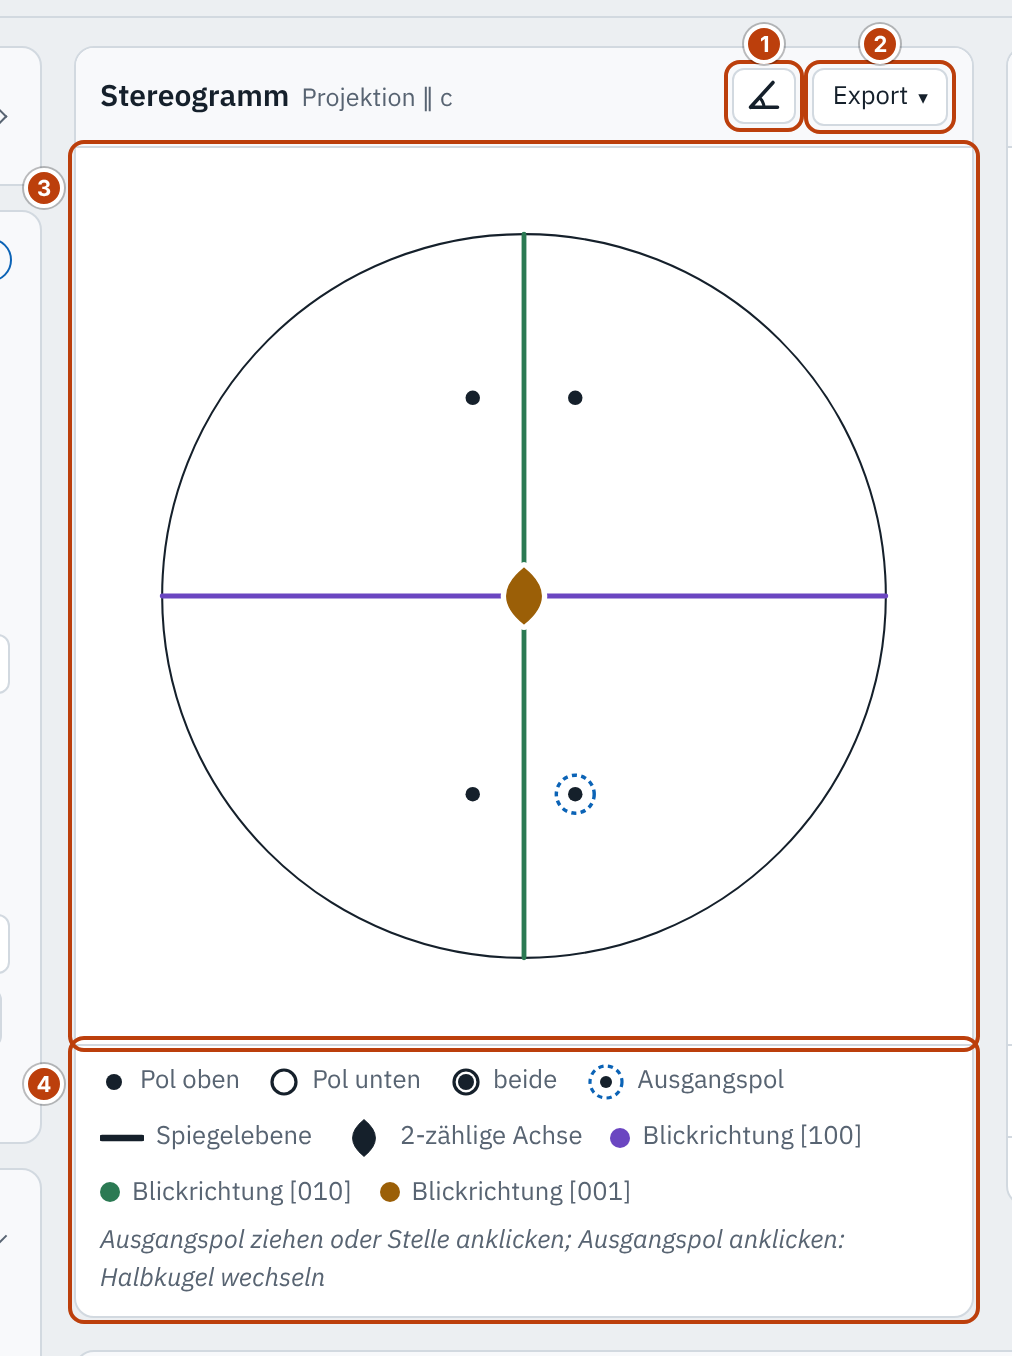 1
2
Stereogramm Projektion ∥ c
Export ▾
3
4
Pol oben Pol unten beide Ausgangspol
Spiegelebene 2-zählige Achse Blickrichtung [100]
Blickrichtung [010] Blickrichtung [001]
Ausgangspol ziehen oder Stelle anklicken; Ausgangspol anklicken:
Halbkugel wechseln